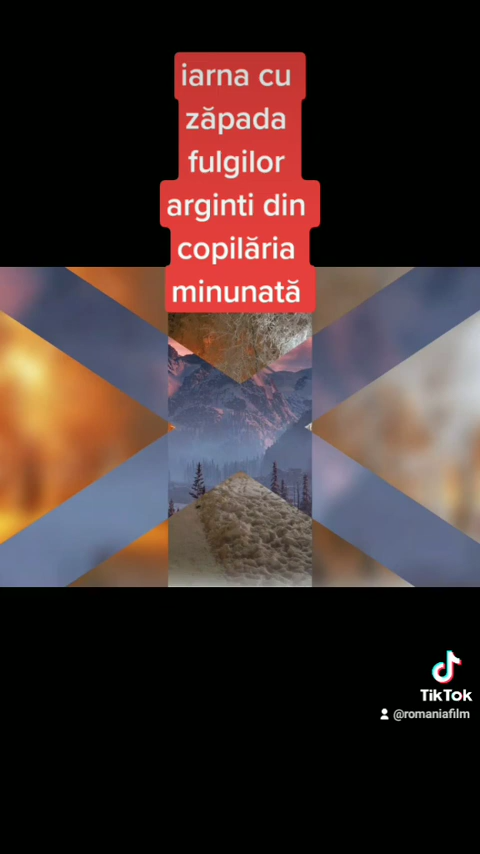 iarna cu
zăpada
fulgilor
arginti din
copilăria
minunată
TikTok
@romaniafilm